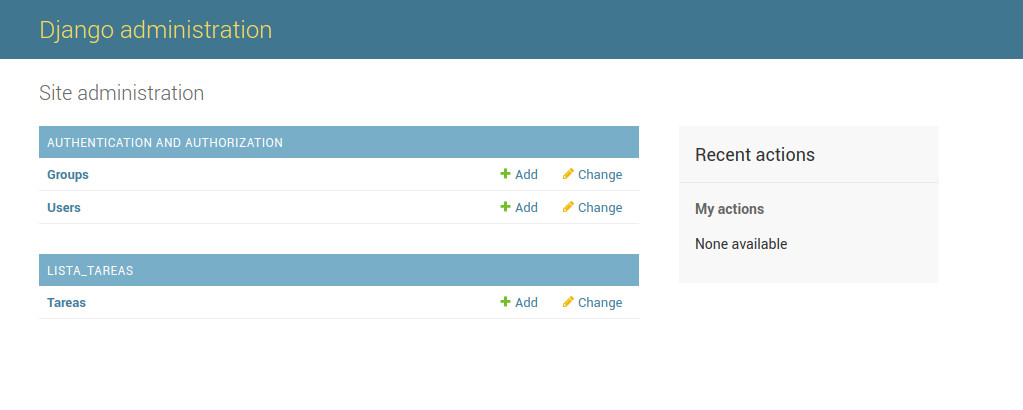 Django administration
Site administration
AUTHENTICATION AND AUTHORIZATION
Groups Add Change
Users Add Change
LISTA_TAREAS
Tareas Add Change
Recent actions
My actions
None available